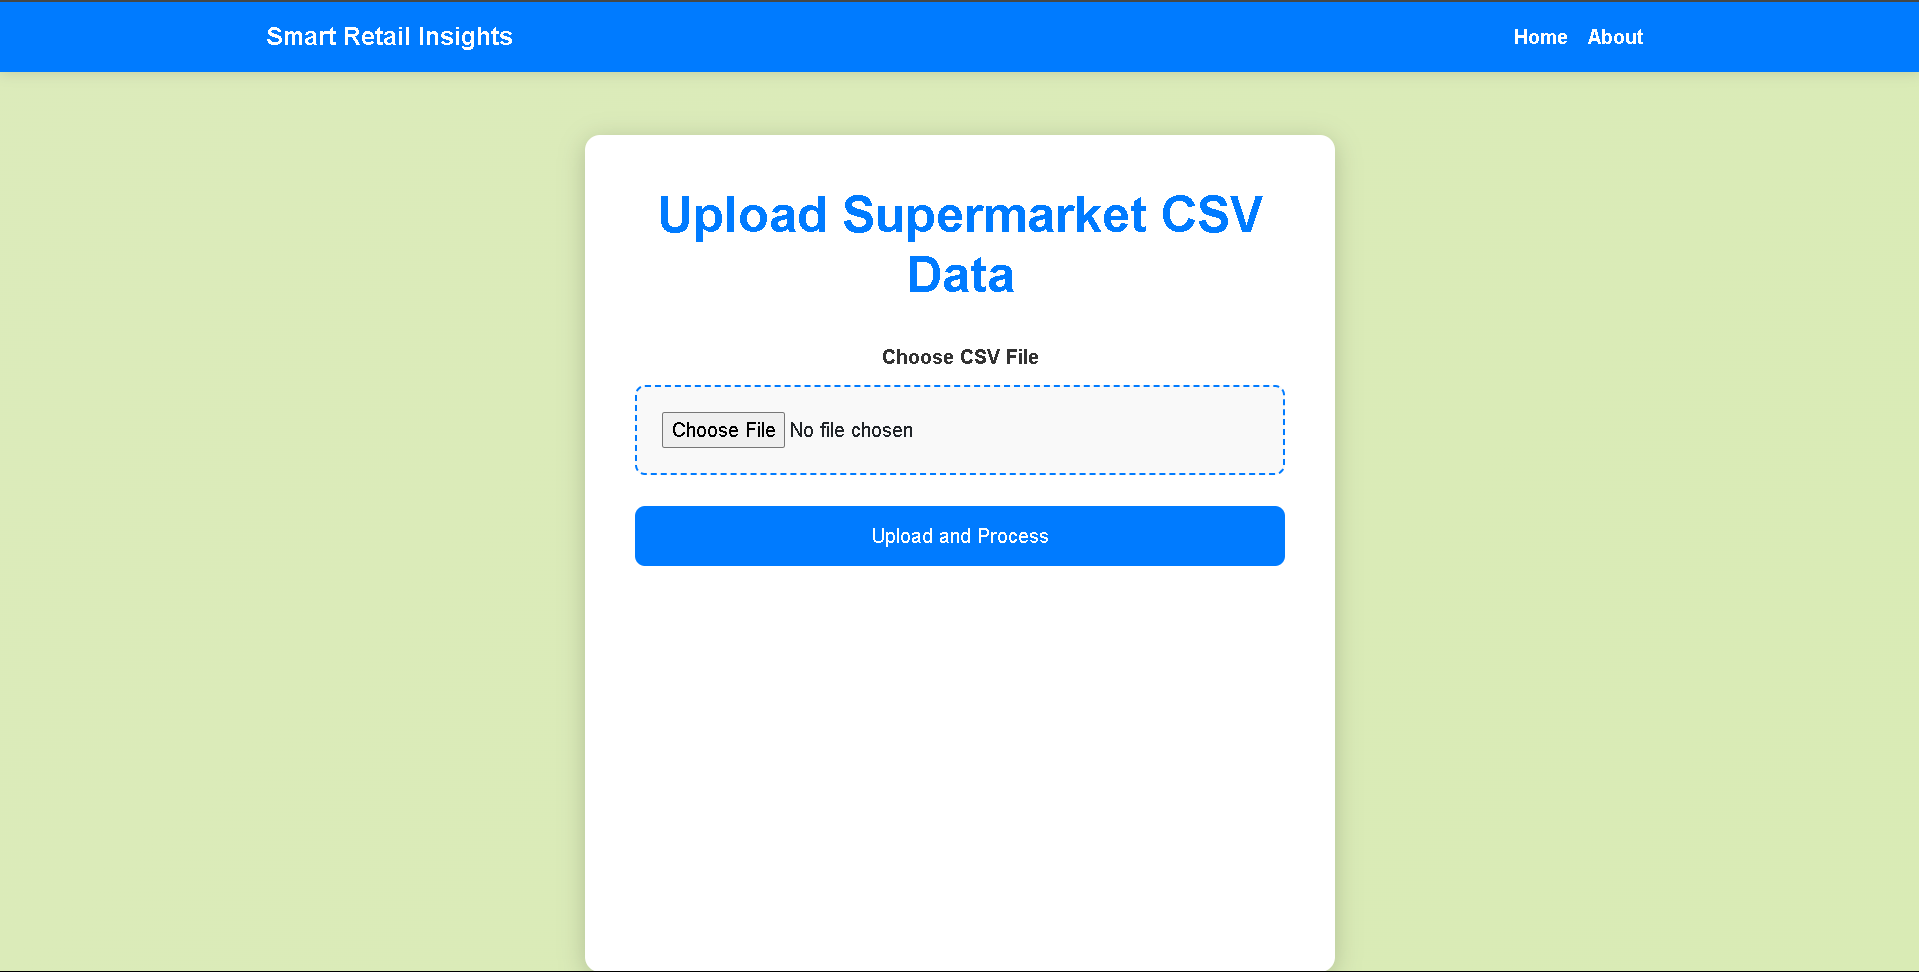 Smart Retail Insights
Home About
Upload Supermarket CSV
Data
Choose CSV File
Choose File No file chosen
Upload and Process